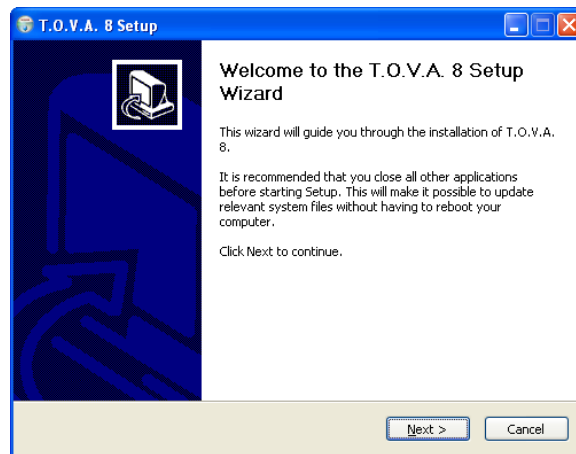 T.O.V.A. 8 Setup
Welcome to the T.O.V.A. 8 Setup
Wizard
This wizard will guide you through the installation of T.O.V.A.
8.
It is recommended that you close all other applications
before starting Setup. This will make it possible to update
relevant system files without having to reboot your
computer.
Click Next to continue.
Next > Cancel